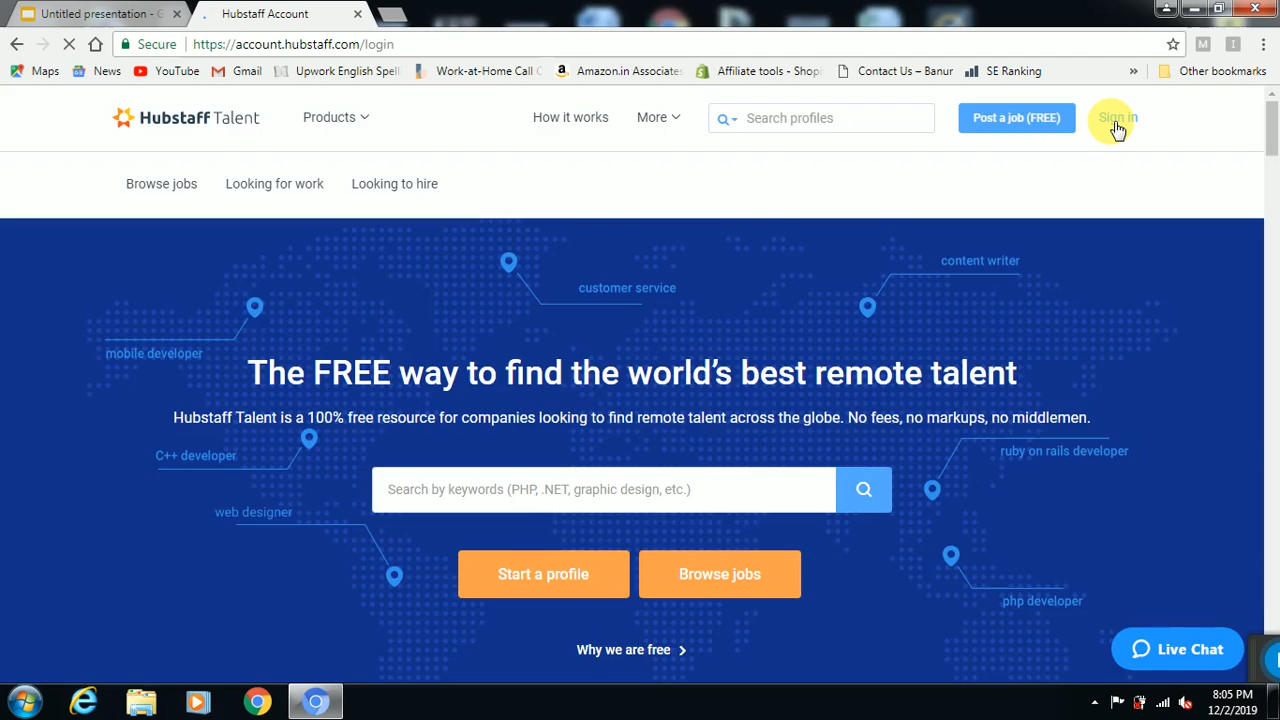 Untitled presentation - G
Hubstaff Account
Secure
https://account.hubstaff.com/login
M
I
Maps
News
YouTube
Gmail
Upwork English Spell
Work-at-Home Call C
Amazon.in Associates
Affiliate tools - Shopi
Contact Us – Banur
SE Ranking
Other bookmarks
Hubstaff Talent
Products
How it works
More
Search profiles
Post a job (FREE)
Sign in
Browse jobs
Looking for work
Looking to hire
content writer
customer service
mobile developer
The FREE way to find the world's best remote talent
Hubstaff Talent is a 100% free resource for companies looking to find remote talent across the globe. No fees, no markups, no middlemen.
C++ developer
ruby on rails developer
Search by keywords (PHP, .NET, graphic design, etc.)
web designer
Start a profile
Browse jobs
php developer
Why we are free
Live Chat
8:05 PM
12/2/2019